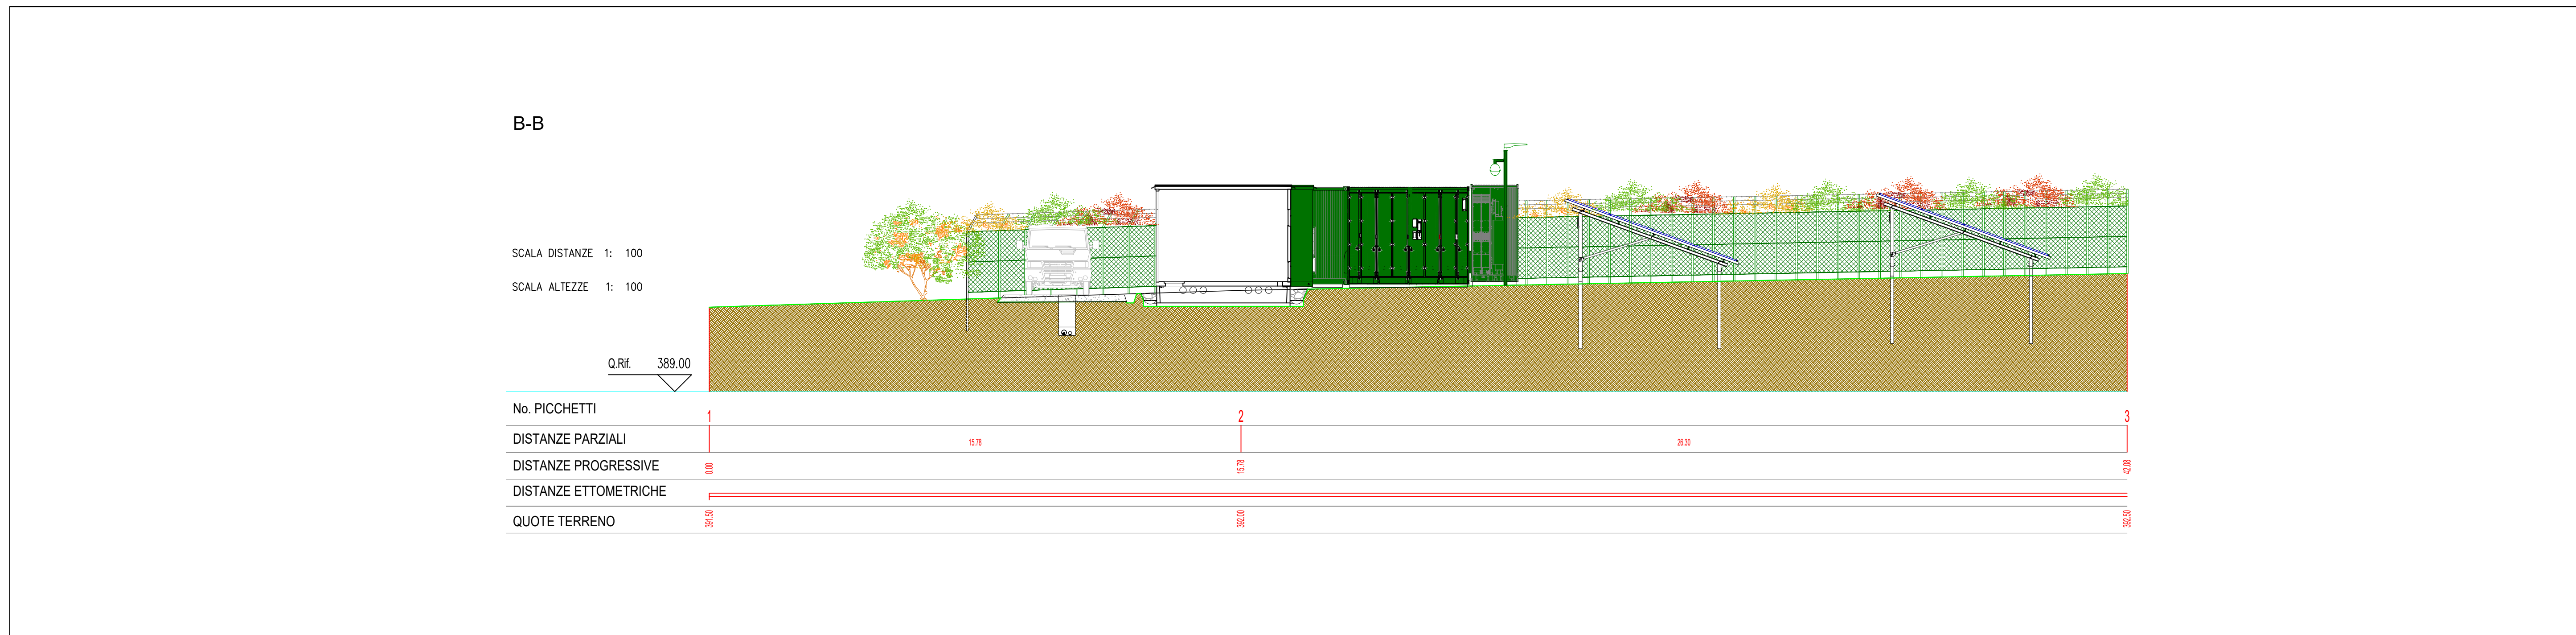 B-B
SCALA DISTANZE 1: 100
SCALA ALTEZZE 1: 100
Q.Rif. 389.00
No. PICCHETTI 1 2 3
DISTANZE PARZIALI 15.78 26.30
DISTANZE PROGRESSIVE 0.00 15.78 42.08
DISTANZE ETTOMETRICHE
QUOTE TERRENO 391.50 392.00 392.50